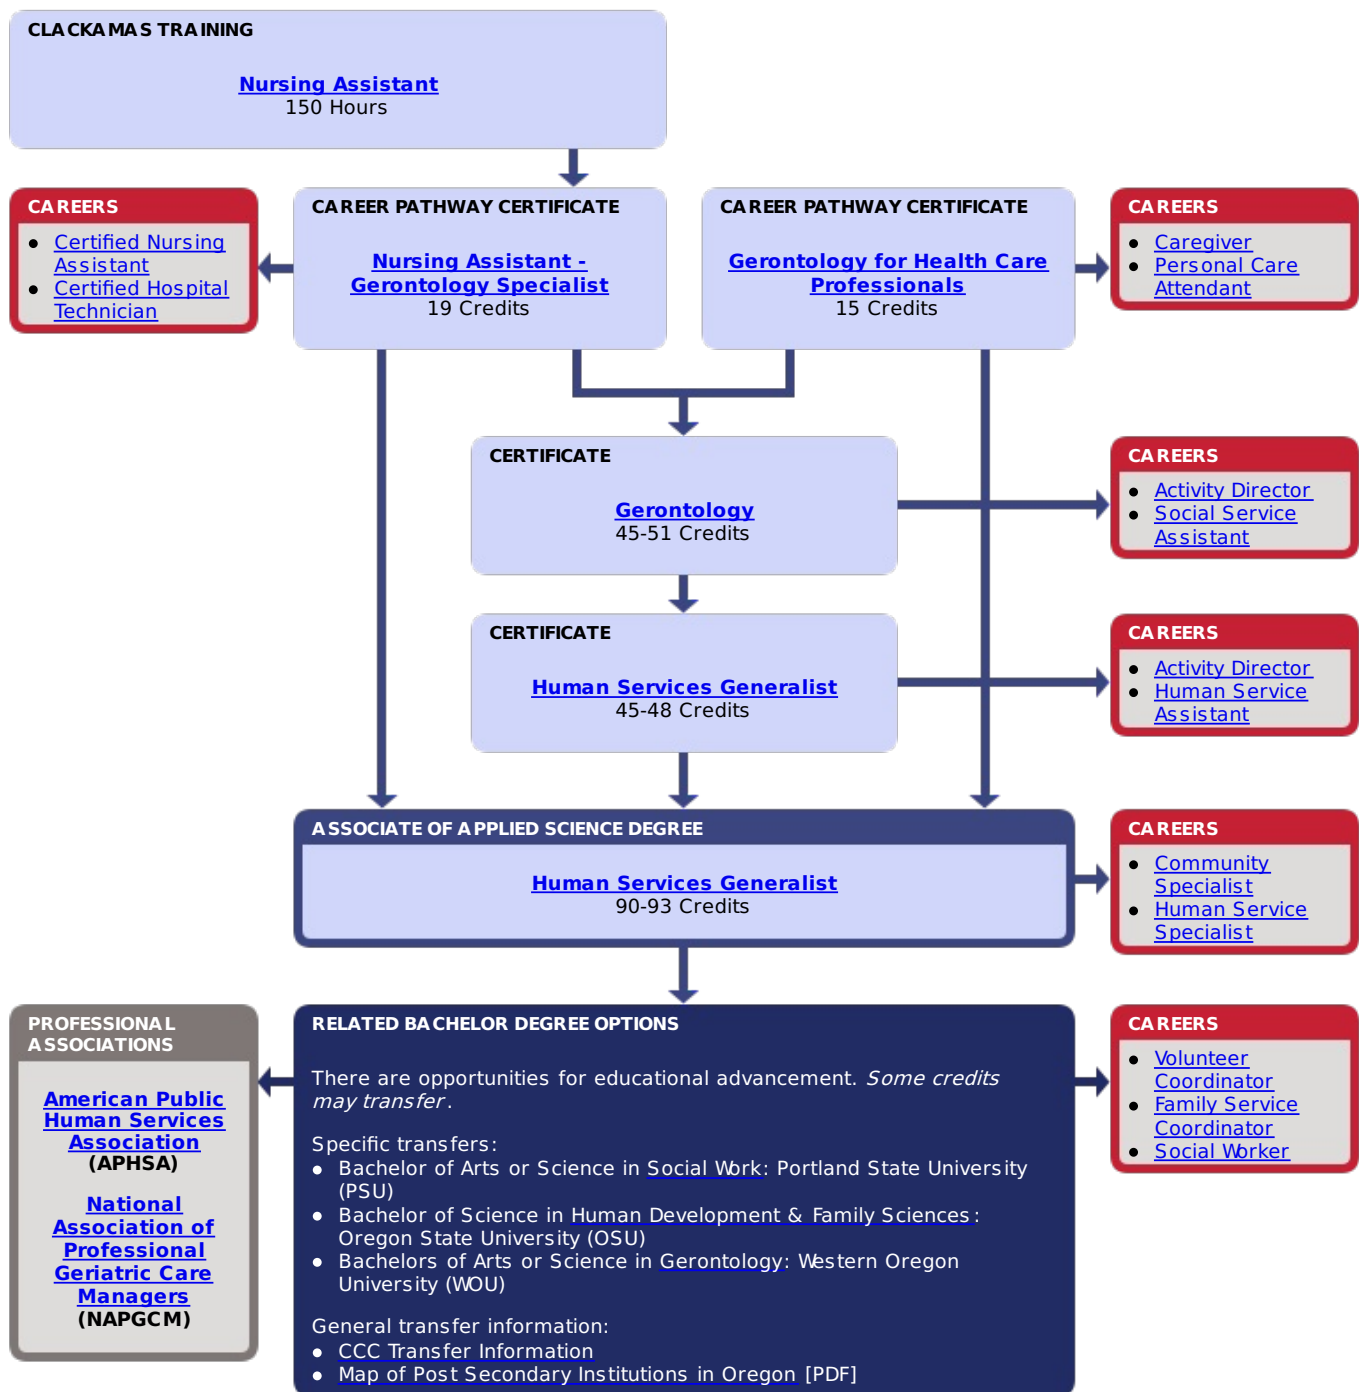 CLACKAMAS TRAINING
Nursing Assistant
150 Hours
CAREERS
● Certified Nursing
Assistant
● Certified Hospital
Technician
CAREER PATHWAY CERTIFICATE
Nursing Assistant -
Gerontology Specialist
19 Credits
CAREER PATHWAY CERTIFICATE
Gerontology for Health Care
Professionals
15 Credits
CAREERS
● Caregiver
● Personal Care
Attendant
CERTIFICATE
Gerontology
45-51 Credits
CAREERS
● Activity Director
● Social Service
Assistant
CERTIFICATE
Human Services Generalist
45-48 Credits
CAREERS
● Activity Director
● Human Service
Assistant
ASSOCIATE OF APPLIED SCIENCE DEGREE
Human Services Generalist
90-93 Credits
CAREERS
● Community
Specialist
● Human Service
Specialist
PROFESSIONAL
ASSOCIATIONS
American Public
Human Services
Association
(APHSA)
National
Association of
Professional
Geriatric Care
Managers
(NAPGCM)
RELATED BACHELOR DEGREE OPTIONS
There are opportunities for educational advancement. Some credits
may transfer.
Specific transfers:
● Bachelor of Arts or Science in Social Work: Portland State University
(PSU)
● Bachelor of Science in Human Development & Family Sciences:
Oregon State University (OSU)
● Bachelors of Arts or Science in Gerontology: Western Oregon
University (WOU)
General transfer information:
● CCC Transfer Information
● Map of Post Secondary Institutions in Oregon [PDF]
CAREERS
● Volunteer
Coordinator
● Family Service
Coordinator
● Social Worker